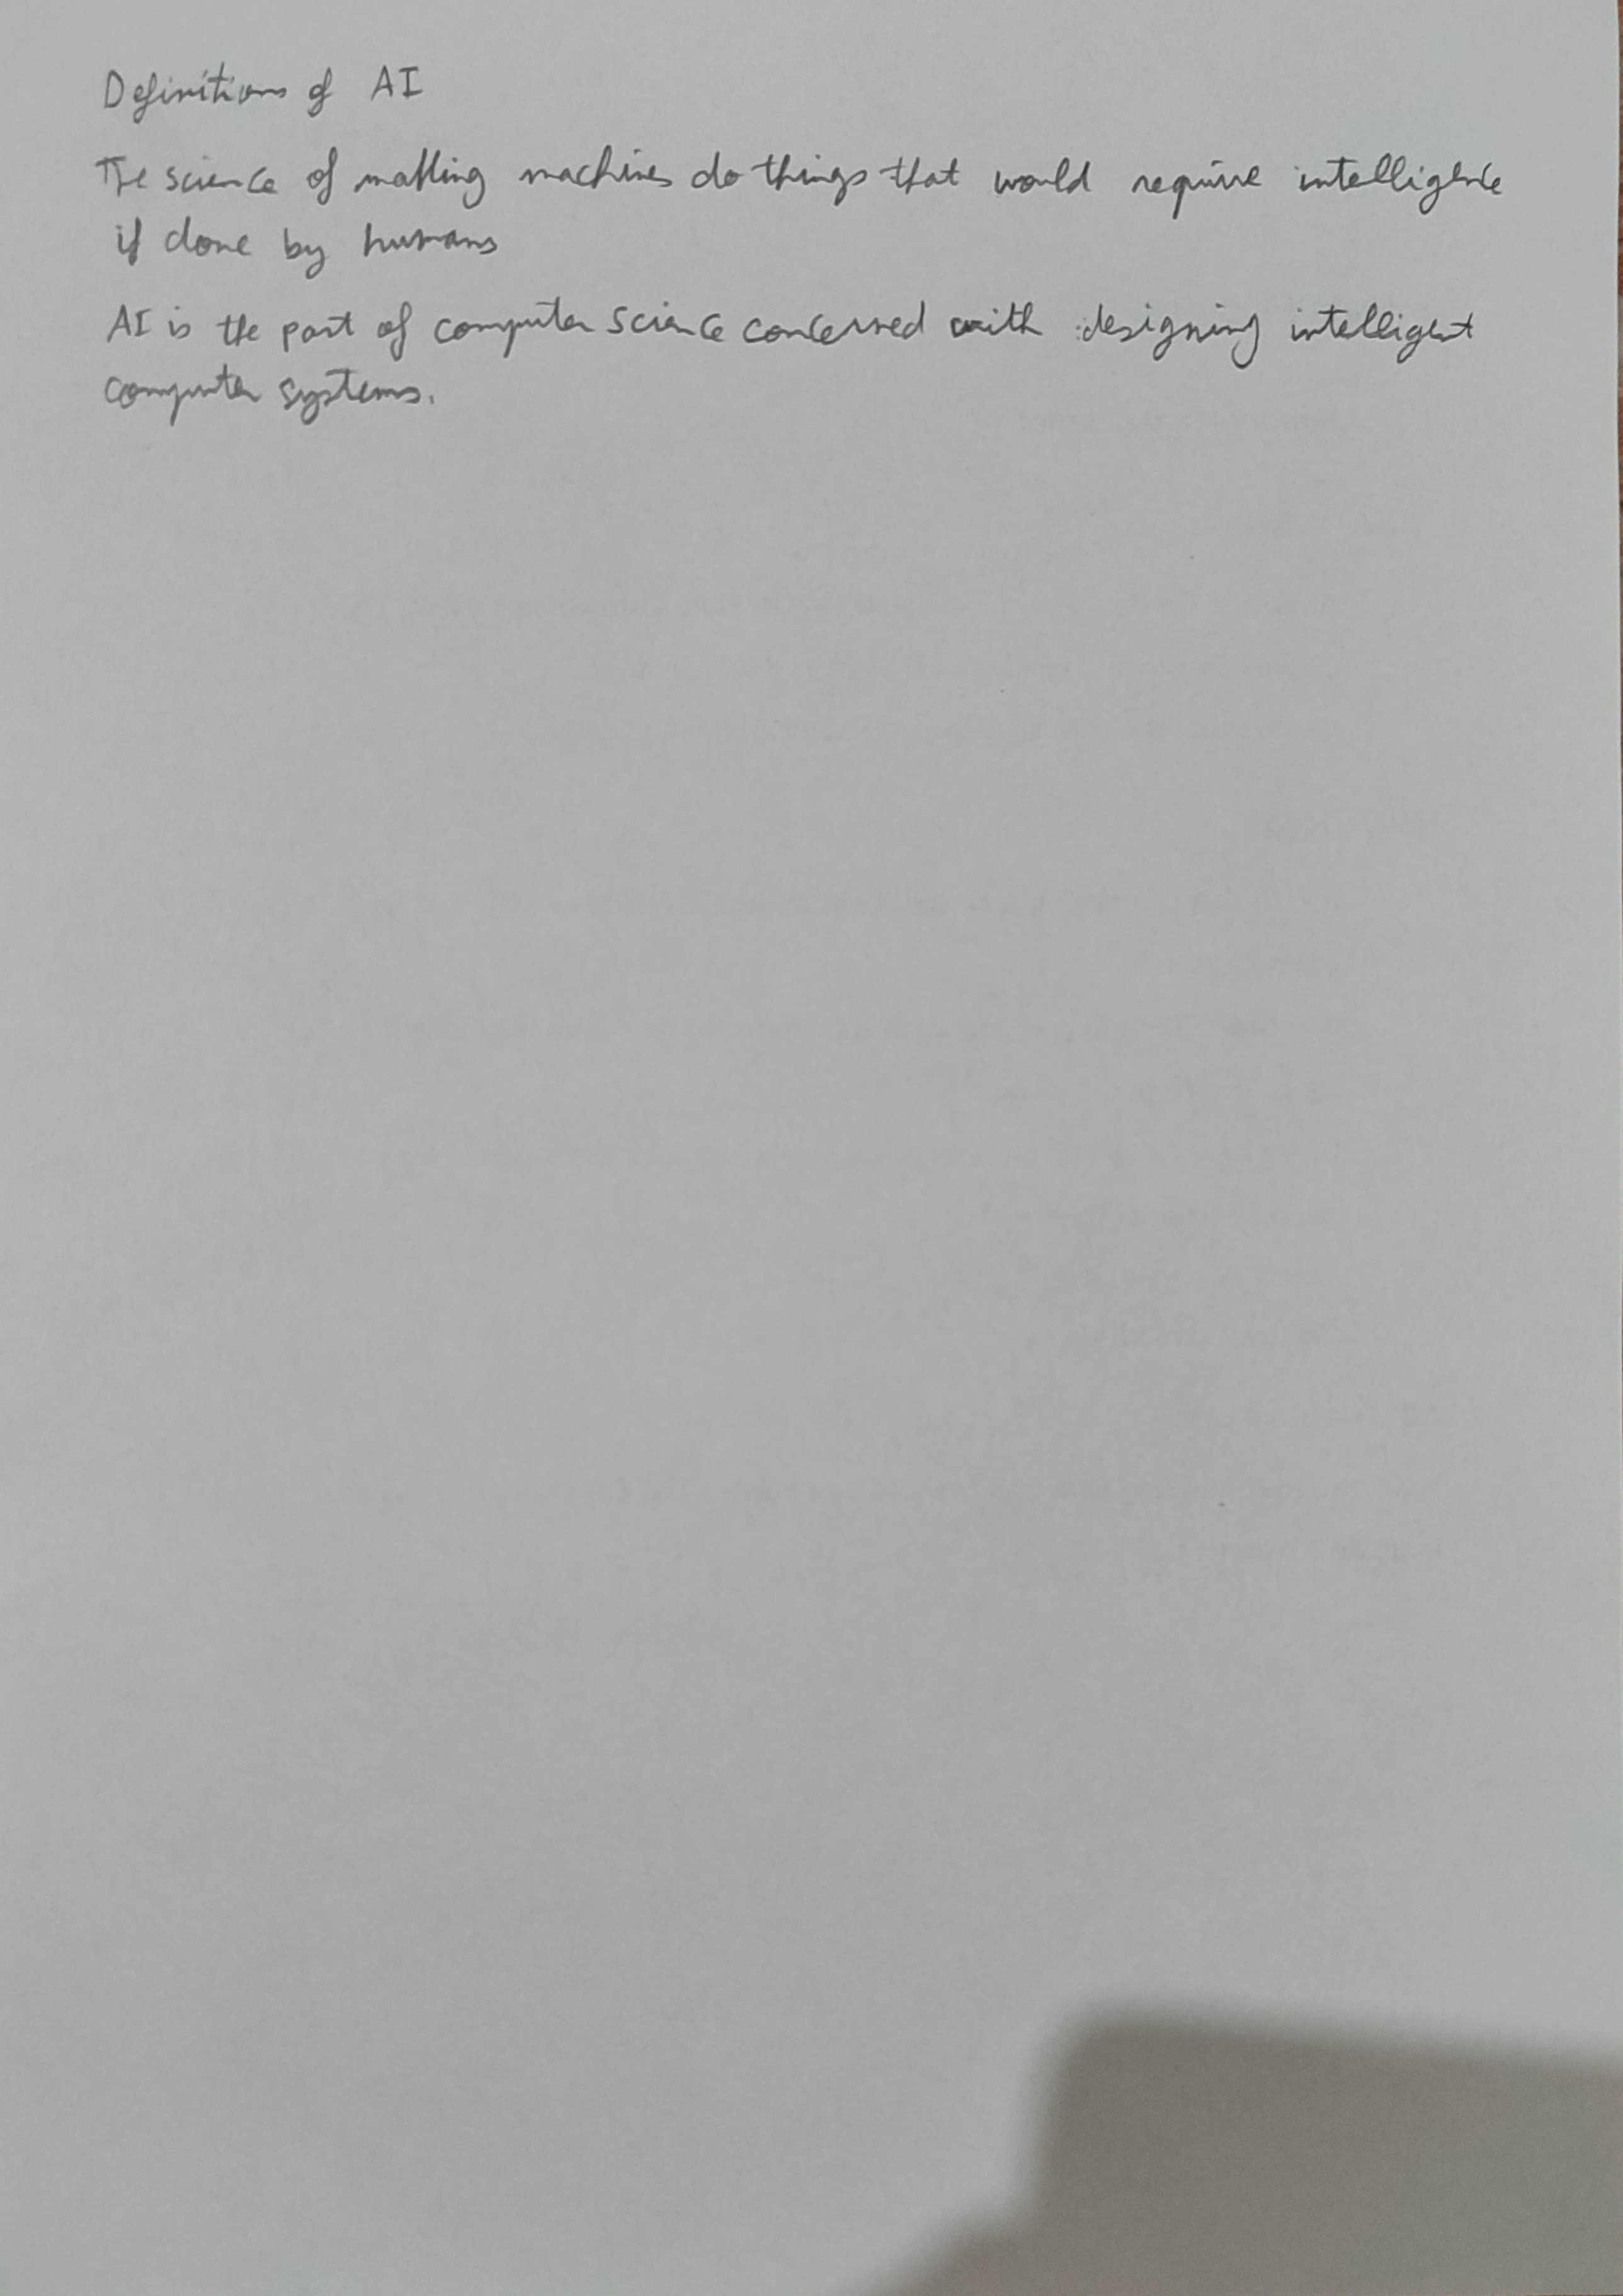 Definitions of AI
The science of making machines do things that would require intelligence
if done by humans
AI is the part of computer science concerned with designing intelligent
computer systems.